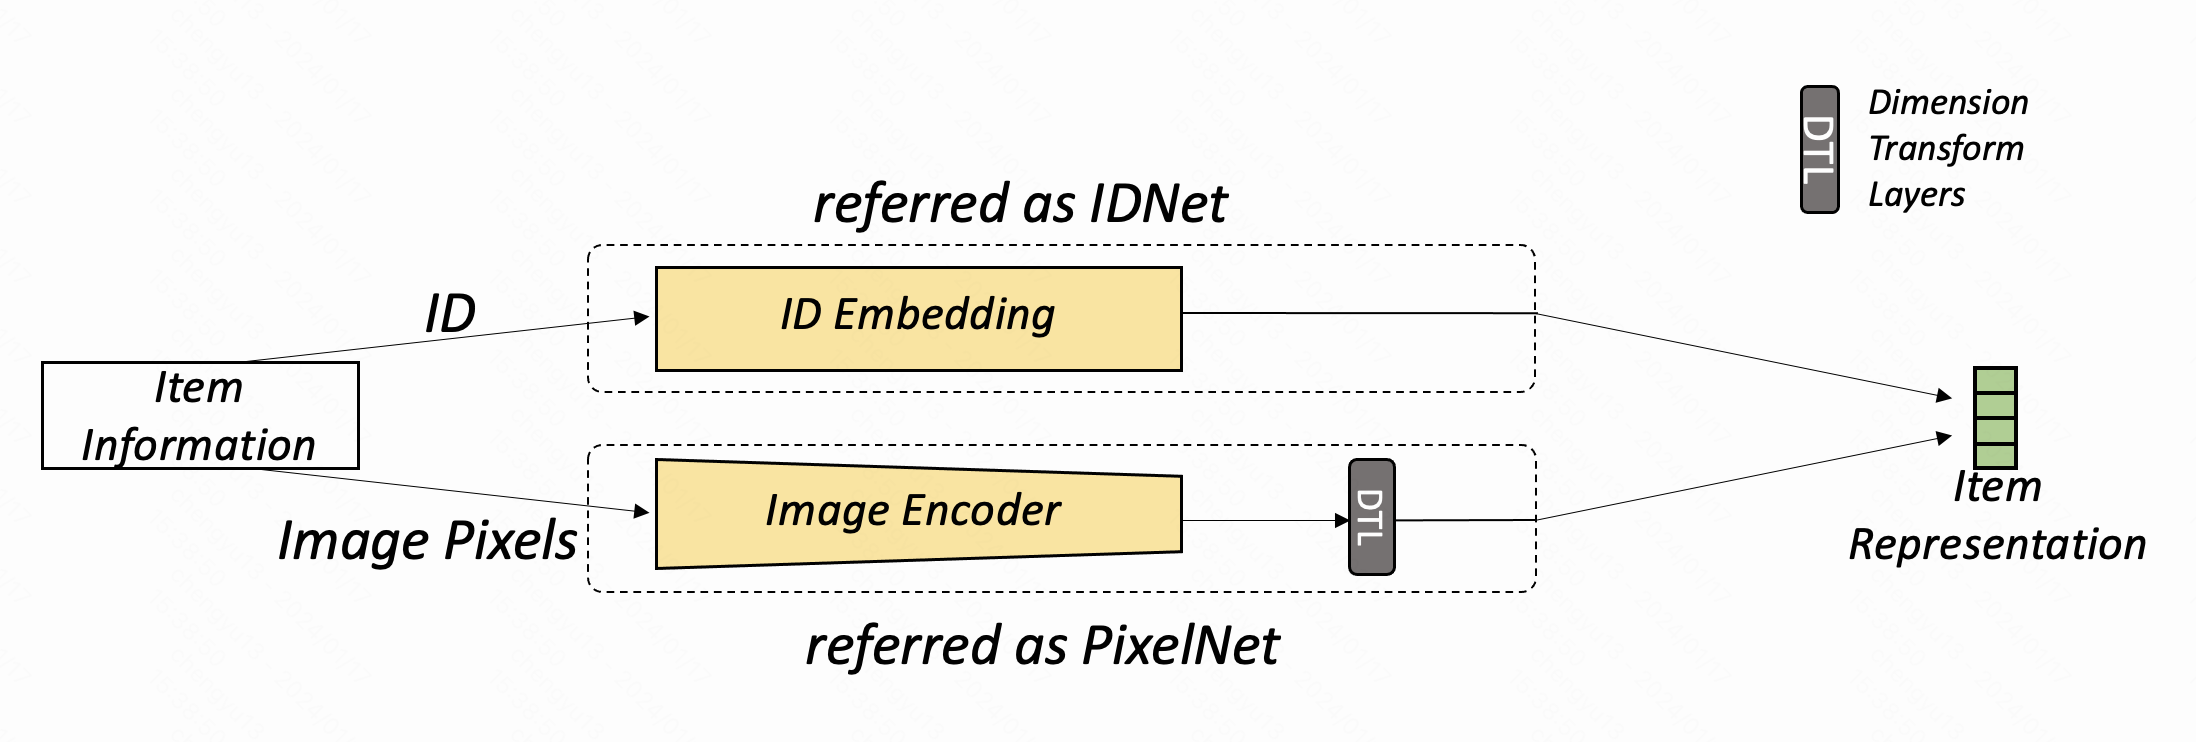 DTL
Dimension
Transform
Layers
referred as IDNet
ID
ID Embedding
Item
Information
Image Encoder
DTL
Image Pixels
Item
Representation
referred as PixelNet